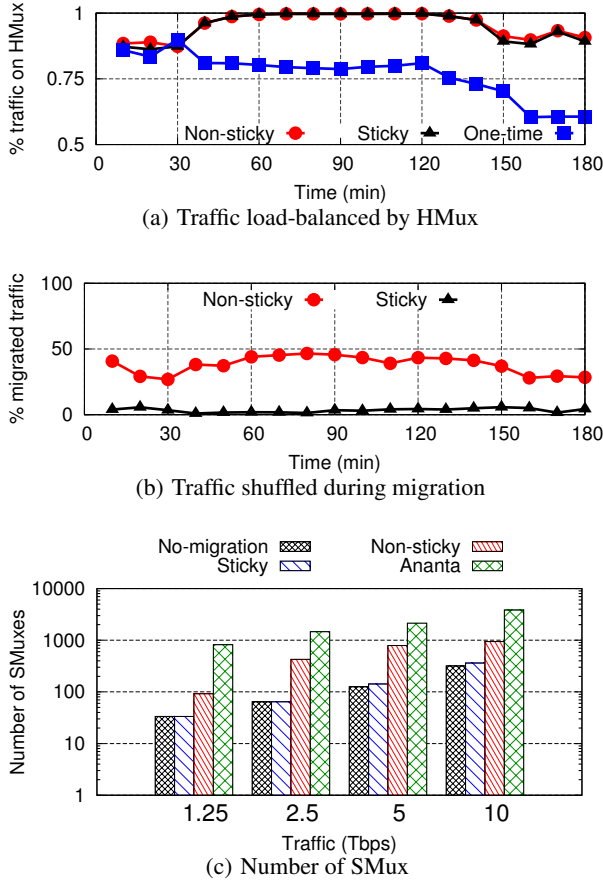 % traffic on HMux
1
0.75
0.5
Non-sticky Sticky One-time
0 30 60 90 120 150 180
Time (min)
(a) Traffic load-balanced by HMux
% migrated traffic
100
50
0
Non-sticky Sticky
0 30 60 90 120 150 180
Time (min)
(b) Traffic shuffled during migration
No-migration Non-sticky
Sticky Ananta
Number of SMuxes
10000
1000
100
10
1
1.25 2.5 5 10
Traffic (Tbps)
(c) Number of SMux